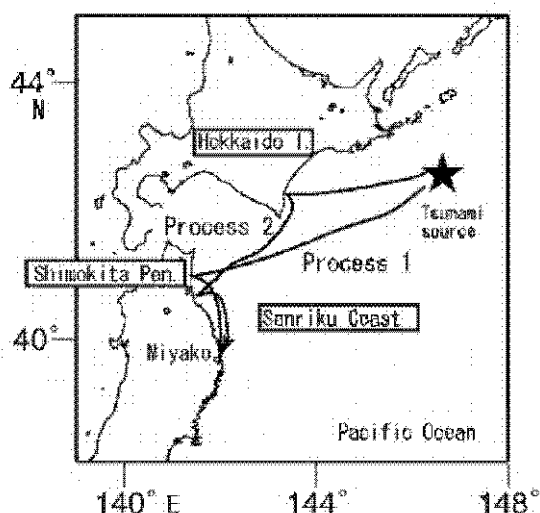 44°
N
Hokkaido I.
Tsunami
source
Process 2
Process 1
Shimokita Pen.
Sanriku Coast
40°
Miyako
Pacific Ocean
140° E
144°
148°